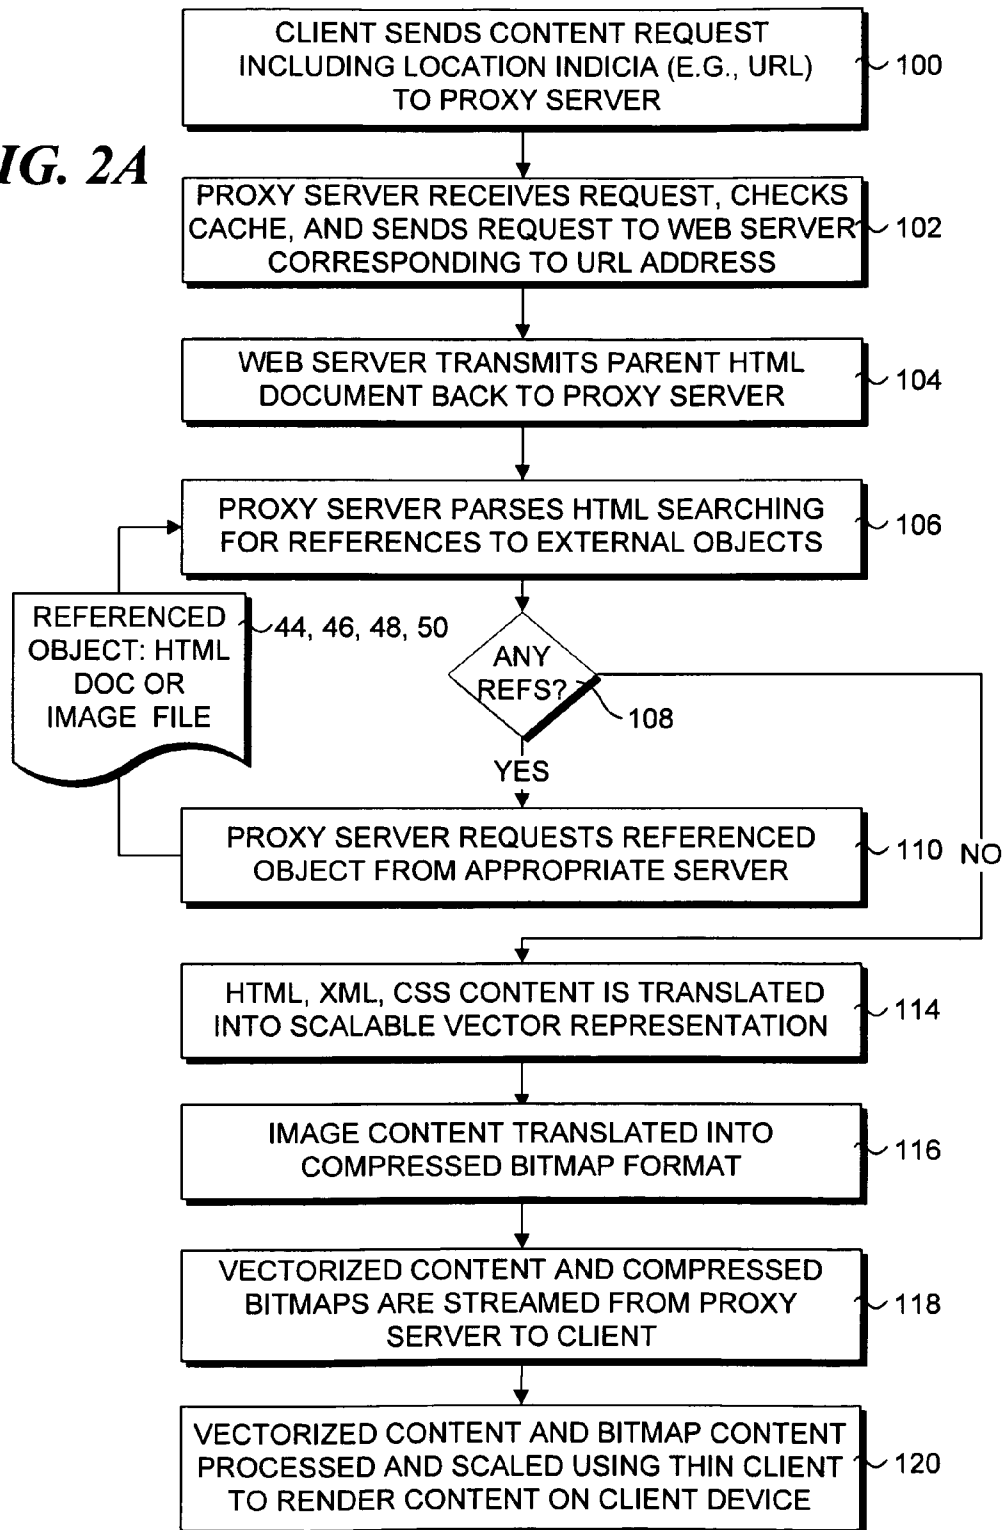 CLIENT SENDS CONTENT REQUEST
INCLUDING LOCATION INDICIA (E.G., URL)
TO PROXY SERVER
100
IG. 2A
PROXY SERVER RECEIVES REQUEST, CHECKS
CACHE, AND SENDS REQUEST TO WEB SERVER
CORRESPONDING TO URL ADDRESS
102
WEB SERVER TRANSMITS PARENT HTML
DOCUMENT BACK TO PROXY SERVER
104
PROXY SERVER PARSES HTML SEARCHING
FOR REFERENCES TO EXTERNAL OBJECTS
106
REFERENCED
OBJECT: HTML
DOC OR
IMAGE FILE
44, 46, 48, 50
ANY
REFS?
108
YES
PROXY SERVER REQUESTS REFERENCED
OBJECT FROM APPROPRIATE SERVER
110
NO
HTML, XML, CSS CONTENT IS TRANSLATED
INTO SCALABLE VECTOR REPRESENTATION
114
IMAGE CONTENT TRANSLATED INTO
COMPRESSED BITMAP FORMAT
116
VECTORIZED CONTENT AND COMPRESSED
BITMAPS ARE STREAMED FROM PROXY
SERVER TO CLIENT
118
VECTORIZED CONTENT AND BITMAP CONTENT
PROCESSED AND SCALED USING THIN CLIENT
TO RENDER CONTENT ON CLIENT DEVICE
120